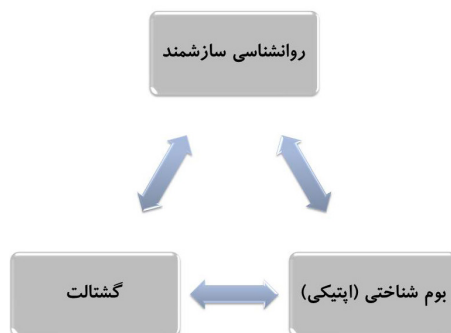 روانشناسی سازشمند
بوم شناختی (اپتیکی)
گشتالت